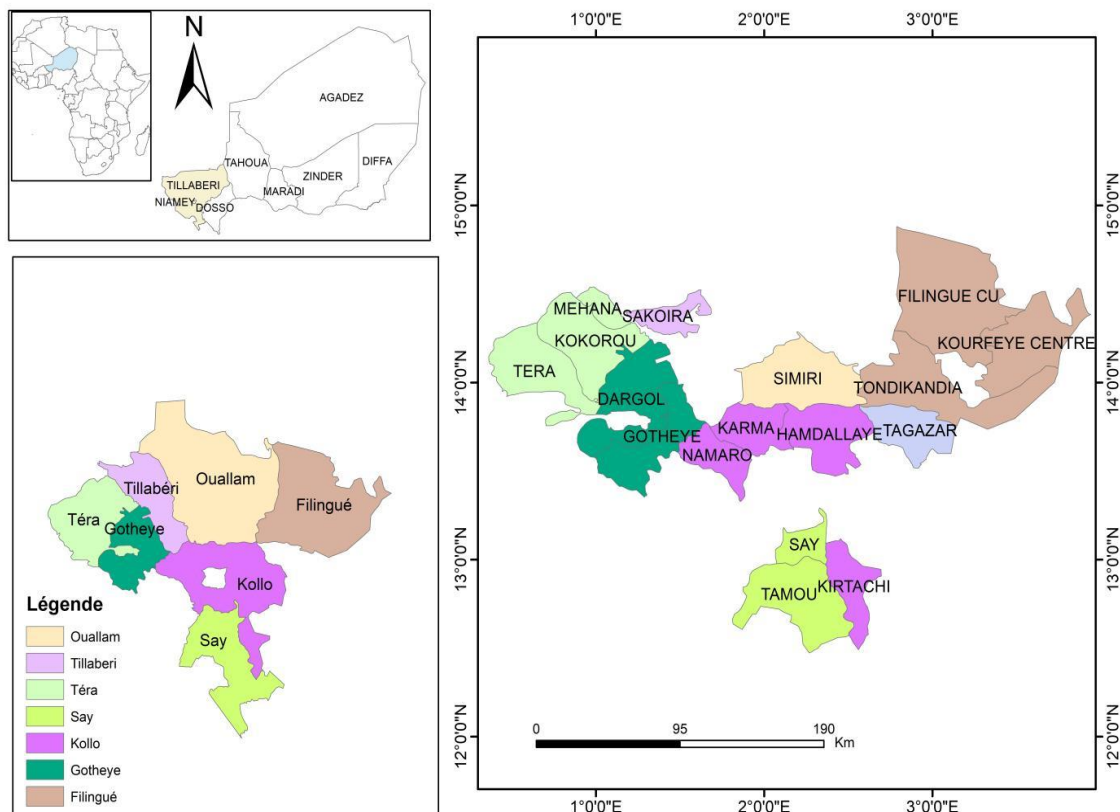 N
AGADEZ
TAHOUA
DIFFA
ZINDER
TILLABERI
MARADI
NIAMEY
DOSSO
Ouallam
Tillabéri
Filingué
Téra
Gotheye
Kollo
Say
Légende
Ouallam
Tillaberi
Téra
Say
Kollo
Gotheye
Filingué
1°0'0"E 2°0'0"E 3°0'0"E
15°0'0"N 15°0'0"N
FILINGUE CU
MEHANA
SAKOIRA
KOKOROU
KOURFEYE CENTRE
TERA
SIMIRI
14°0'0"N 14°0'0"N
TONDIKANDIA
DARGOL
KARMA
HAMDALLAYE
TAGAZAR
GOTHEYE
NAMARO
13°0'0"N 13°0'0"N
SAY
KIRTACHI
TAMOU
0 95 190
Km
12°0'0"N 12°0'0"N
1°0'0"E 2°0'0"E 3°0'0"E